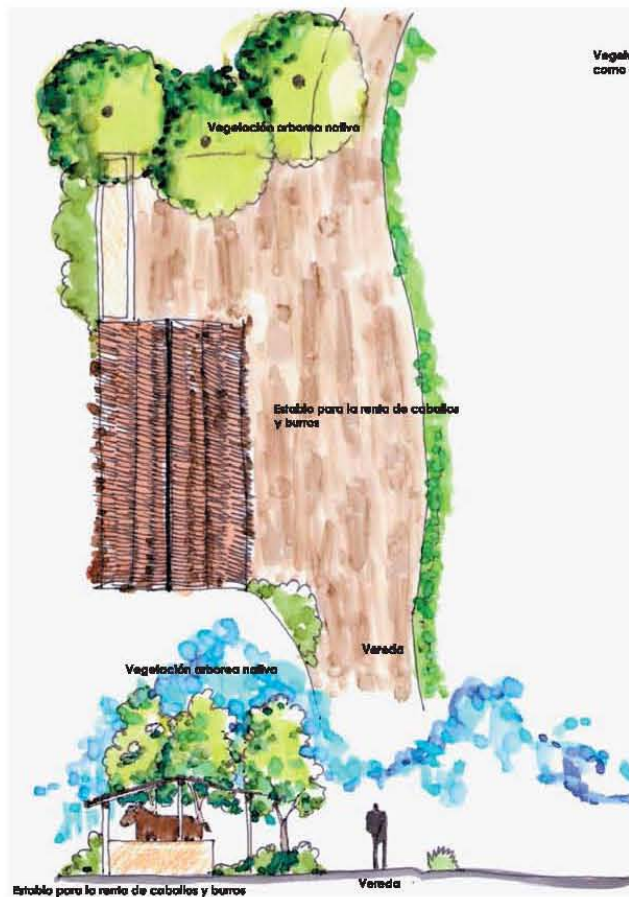 Vegetación arborea nativa
Establo para la renta de caballos
y burros
Vereda
Vegetación arborea nativa
Vereda
Establo para la renta de caballos y burros
como